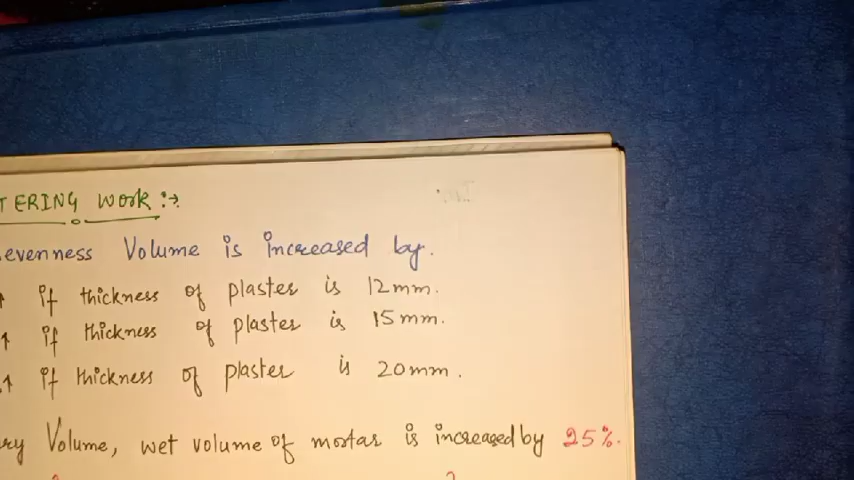 TERING Work :→
evenness Volume is increased by.
↑ if thickness of plaster is 12mm.
↑ if thickness of plaster is 15mm.
↑ if thickness of plaster is 20mm.
ry Volume, wet volume of mortar is increased by 25%.